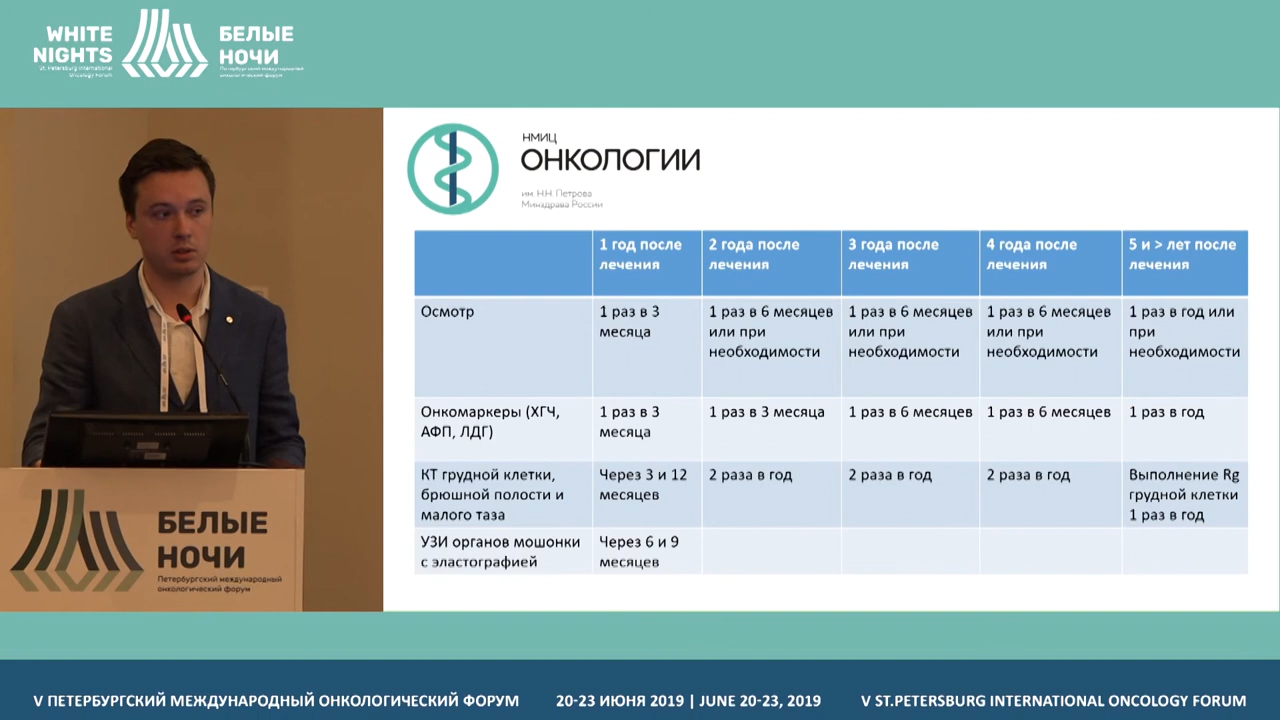 WHITE
NIGHTS
St. Petersburg International
Oncology Forum
БЕЛЫЕ
НОЧИ
Петербургский международный
онкологический форум
НМИЦ
ОНКОЛОГИИ
им. Н.Н. Петрова
Минздрава России
1 год после
лечения
2 года после
лечения
3 года после
лечения
4 года после
лечения
5 и > лет после
лечения
Осмотр
1 раз в 3
месяца
1 раз в 6 месяцев
или при
необходимости
1 раз в 6 месяцев
или при
необходимости
1 раз в 6 месяцев
или при
необходимости
1 раз в год или
при
необходимости
Онкомаркеры (ХГЧ,
АФП, ЛДГ)
1 раз в 3
месяца
1 раз в 3 месяца
1 раз в 6 месяцев
1 раз в 6 месяцев
1 раз в год
КТ грудной клетки,
брюшной полости и
малого таза
Через 3 и 12
месяцев
2 раза в год
2 раза в год
2 раза в год
Выполнение Rg
грудной клетки
1 раз в год
УЗИ органов мошонки
с эластографией
Через 6 и 9
месяцев
БЕЛЫЕ
НОЧИ
Петербургский международный
онкологический форум
V ПЕТЕРБУРГСКИЙ МЕЖДУНАРОДНЫЙ ОНКОЛОГИЧЕСКИЙ ФОРУМ
20-23 ИЮНЯ 2019 | JUNE 20-23, 2019
V ST.PETERSBURG INTERNATIONAL ONCOLOGY FORUM